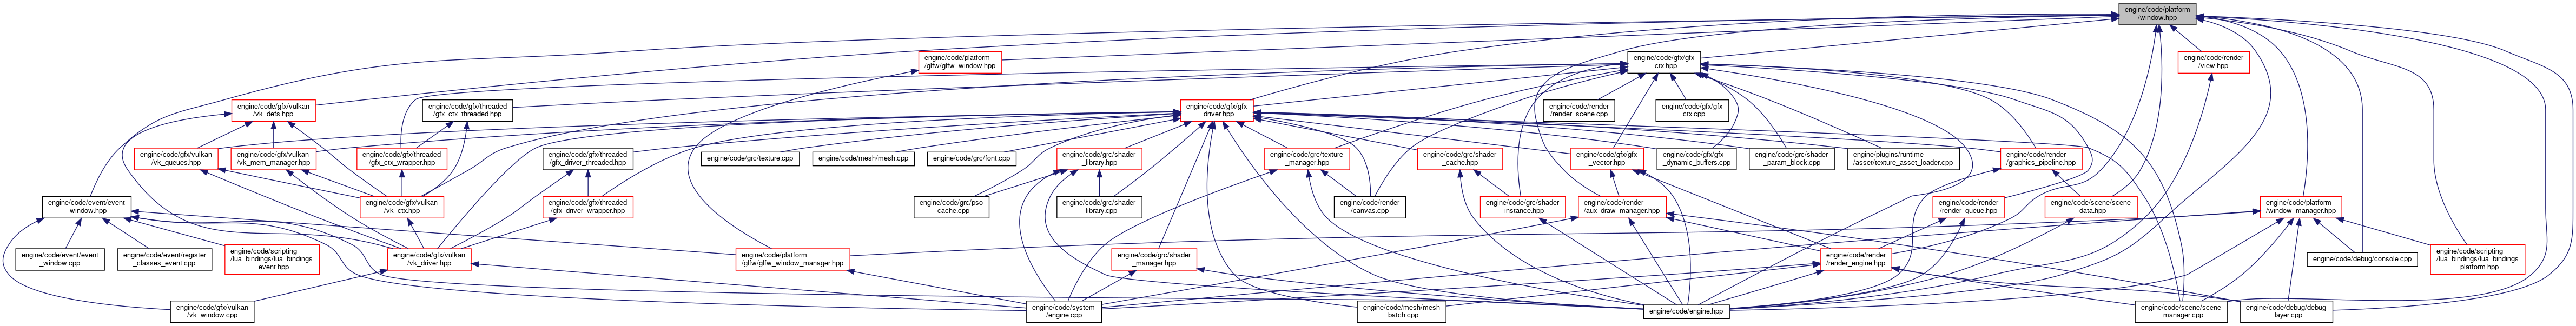 engine/code/platform
/window.hpp
engine/code/platform
/glfw/glfw_window.hpp
engine/code/gfx/gfx
_ctx.hpp
engine/code/render
/view.hpp
engine/code/gfx/vulkan
/vk_defs.hpp
engine/code/gfx/threaded
/gfx_ctx_threaded.hpp
engine/code/gfx/gfx
_driver.hpp
engine/code/render
/render_scene.cpp
engine/code/gfx/gfx
_ctx.cpp
engine/code/gfx/vulkan
/vk_queues.hpp
engine/code/gfx/vulkan
/vk_mem_manager.hpp
engine/code/gfx/threaded
/gfx_ctx_wrapper.hpp
engine/code/gfx/threaded
/gfx_driver_threaded.hpp
engine/code/grc/texture.cpp
engine/code/mesh/mesh.cpp
engine/code/grc/font.cpp
engine/code/grc/shader
_library.hpp
engine/code/grc/texture
_manager.hpp
engine/code/grc/shader
_cache.hpp
engine/code/gfx/gfx
_vector.hpp
engine/code/gfx/gfx
_dynamic_buffers.cpp
engine/code/grc/shader
_param_block.cpp
engine/plugins/runtime
/asset/texture_asset_loader.cpp
engine/code/render
/graphics_pipeline.hpp
engine/code/event/event
_window.hpp
engine/code/gfx/vulkan
/vk_ctx.hpp
engine/code/gfx/threaded
/gfx_driver_wrapper.hpp
engine/code/grc/pso
_cache.cpp
engine/code/grc/shader
_library.cpp
engine/code/render
/canvas.cpp
engine/code/grc/shader
_instance.hpp
engine/code/render
/aux_draw_manager.hpp
engine/code/render
/render_queue.hpp
engine/code/scene/scene
_data.hpp
engine/code/platform
/window_manager.hpp
engine/code/event/event
_window.cpp
engine/code/event/register
_classes_event.cpp
engine/code/scripting
/lua_bindings/lua_bindings
_event.hpp
engine/code/gfx/vulkan
/vk_driver.hpp
engine/code/platform
/glfw/glfw_window_manager.hpp
engine/code/grc/shader
_manager.hpp
engine/code/render
/render_engine.hpp
engine/code/debug/console.cpp
engine/code/scripting
/lua_bindings/lua_bindings
_platform.hpp
engine/code/gfx/vulkan
/vk_window.cpp
engine/code/system
/engine.cpp
engine/code/mesh/mesh
_batch.cpp
engine/code/engine.hpp
engine/code/scene/scene
_manager.cpp
engine/code/debug/debug
_layer.cpp